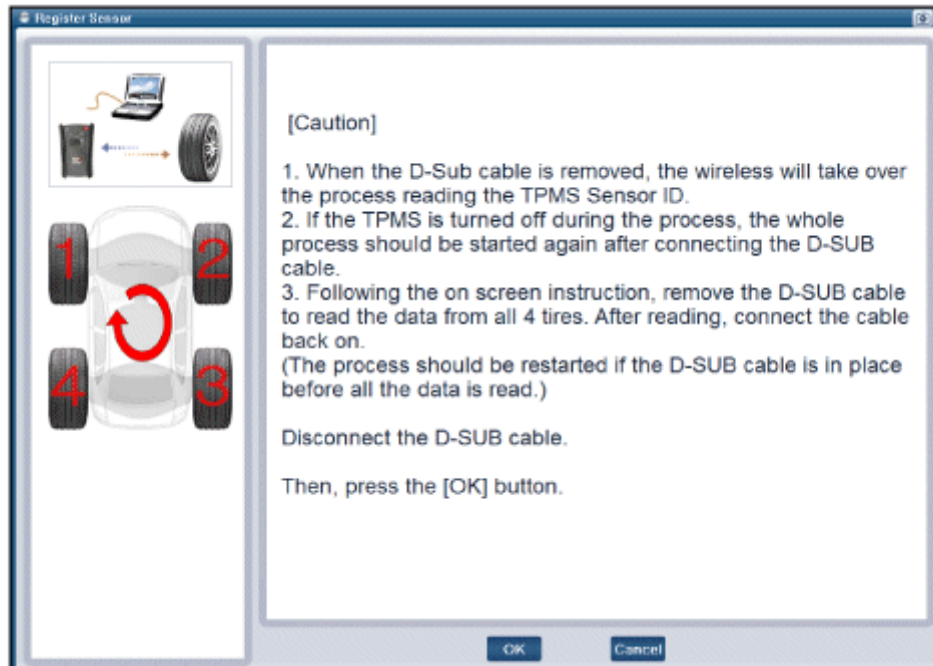 Register Sensor
1
2
4
3
[Caution]
1. When the D-Sub cable is removed, the wireless will take over
the process reading the TPMS Sensor ID.
2. If the TPMS is turned off during the process, the whole
process should be started again after connecting the D-SUB
cable.
3. Following the on screen instruction, remove the D-SUB cable
to read the data from all 4 tires. After reading, connect the cable
back on.
(The process should be restarted if the D-SUB cable is in place
before all the data is read.)
Disconnect the D-SUB cable.
Then, press the [OK] button.
OK
Cancel